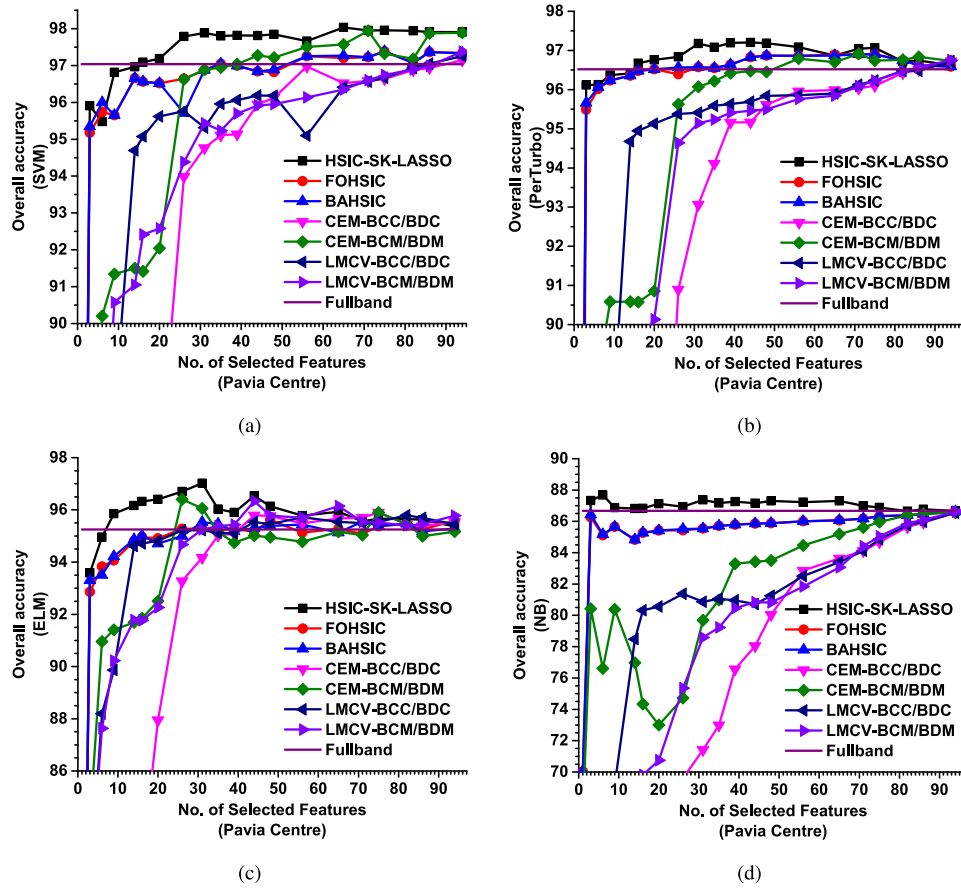 99
98
97
96
95
94
93
92
91
90
Overall accuracy
(SVM)
HSIC-SK-LASSO
FOHSIC
BAHSIC
CEM-BCC/BDC
CEM-BCM/BDM
LMCV-BCC/BDC
LMCV-BCM/BDM
Fullband
0 10 20 30 40 50 60 70 80 90
No. of Selected Features
(Pavia Centre)
(a)
98
97
96
95
94
93
92
91
90
Overall accuracy
(PerTurbo)
HSIC-SK-LASSO
FOHSIC
BAHSIC
CEM-BCC/BDC
CEM-BCM/BDM
LMCV-BCC/BDC
LMCV-BCM/BDM
Fullband
0 10 20 30 40 50 60 70 80 90
No. of Selected Features
(Pavia Centre)
(b)
98
96
94
92
90
88
86
Overall accuracy
(ELM)
HSIC-SK-LASSO
FOHSIC
BAHSIC
CEM-BCC/BDC
CEM-BCM/BDM
LMCV-BCC/BDC
LMCV-BCM/BDM
Fullband
0 10 20 30 40 50 60 70 80 90
No. of Selected Features
(Pavia Centre)
(c)
90
88
86
84
82
80
78
76
74
72
70
Overall accuracy
(NB)
HSIC-SK-LASSO
FOHSIC
BAHSIC
CEM-BCC/BDC
CEM-BCM/BDM
LMCV-BCC/BDC
LMCV-BCM/BDM
Fullband
0 10 20 30 40 50 60 70 80 90
No. of Selected Features
(Pavia Centre)
(d)